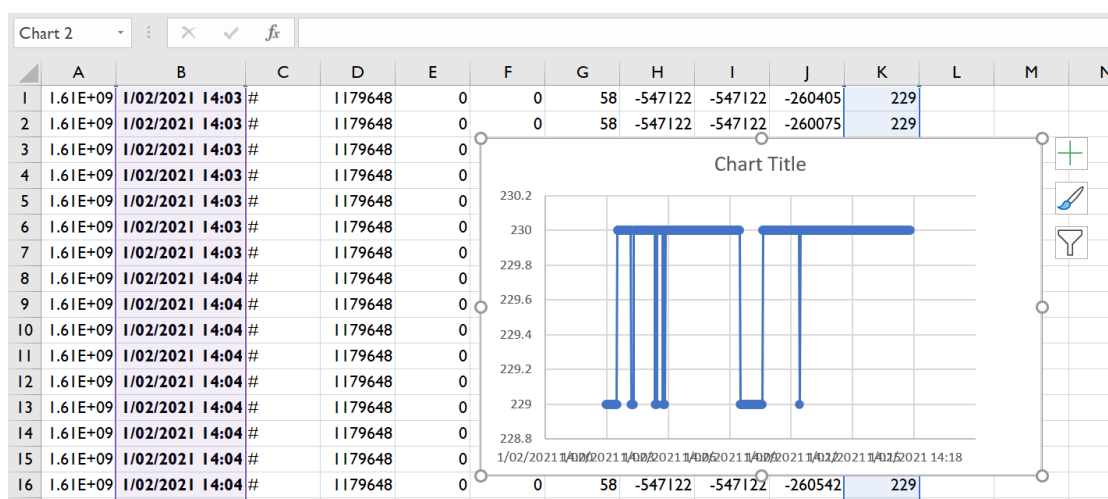 Chart 2 fx
A B C D E F G H I J K L M N
1 1.61E+09 1/02/2021 14:03 # 1179648 0 0 58 -547122 -547122 -260405 229
2 1.61E+09 1/02/2021 14:03 # 1179648 0 0 58 -547122 -547122 -260075 229
3 1.61E+09 1/02/2021 14:03 # 1179648 0
4 1.61E+09 1/02/2021 14:03 # 1179648 0
5 1.61E+09 1/02/2021 14:03 # 1179648 0
6 1.61E+09 1/02/2021 14:03 # 1179648 0
7 1.61E+09 1/02/2021 14:03 # 1179648 0
8 1.61E+09 1/02/2021 14:04 # 1179648 0
9 1.61E+09 1/02/2021 14:04 # 1179648 0
10 1.61E+09 1/02/2021 14:04 # 1179648 0
11 1.61E+09 1/02/2021 14:04 # 1179648 0
12 1.61E+09 1/02/2021 14:04 # 1179648 0
13 1.61E+09 1/02/2021 14:04 # 1179648 0
14 1.61E+09 1/02/2021 14:04 # 1179648 0
15 1.61E+09 1/02/2021 14:04 # 1179648 0
16 1.61E+09 1/02/2021 14:04 # 1179648 0 0 58 -547122 -547122 -260542 229
Chart Title
230.2
230
229.8
229.6
229.4
229.2
229
228.8
1/02/2021 14:18